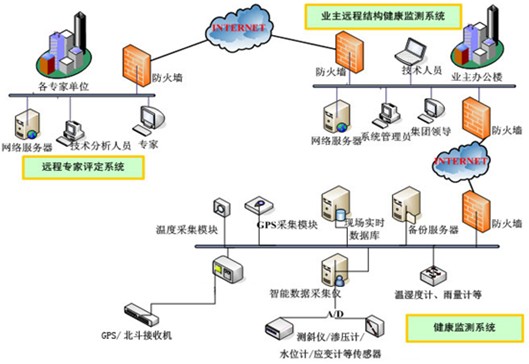 业主远程结构健康监测系统
INTERNET
防火墙
各专家单位
防火墙
技术人员
业主办公楼
网络服务器
技术分析人员
专家
网络服务器
系统管理员
集团领导
防火墙
远程专家评定系统
INTERNET
温度采集模块
GPS采集模块
现场实时
数据库
备份服务器
防火墙
智能数据采集仪
温湿度计、雨量计等
A/D
GPS/北斗接收机
测斜仪/渗压计/
水位计/应变计等传感器
健康监测系统